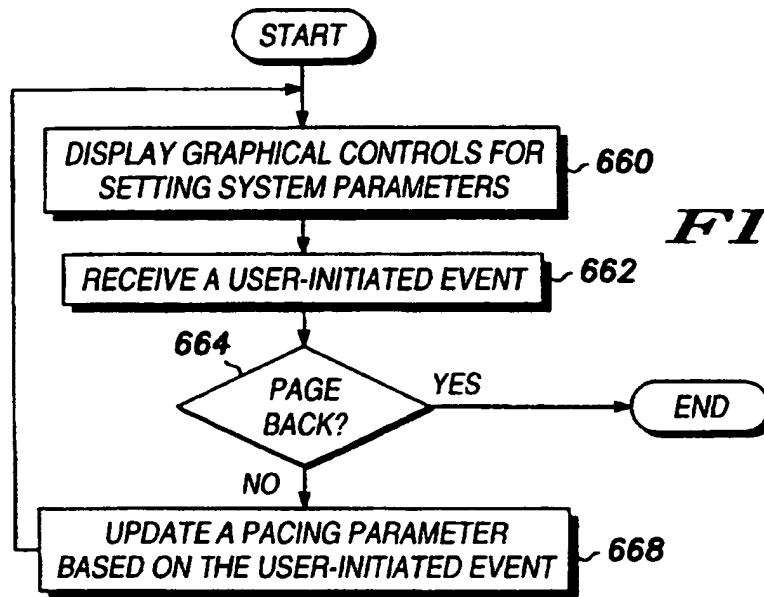 START
DISPLAY GRAPHICAL CONTROLS FOR
SETTING SYSTEM PARAMETERS
660
FI
RECEIVE A USER-INITIATED EVENT
662
664
PAGE
BACK?
YES
END
NO
UPDATE A PACING PARAMETER
BASED ON THE USER-INITIATED EVENT
668